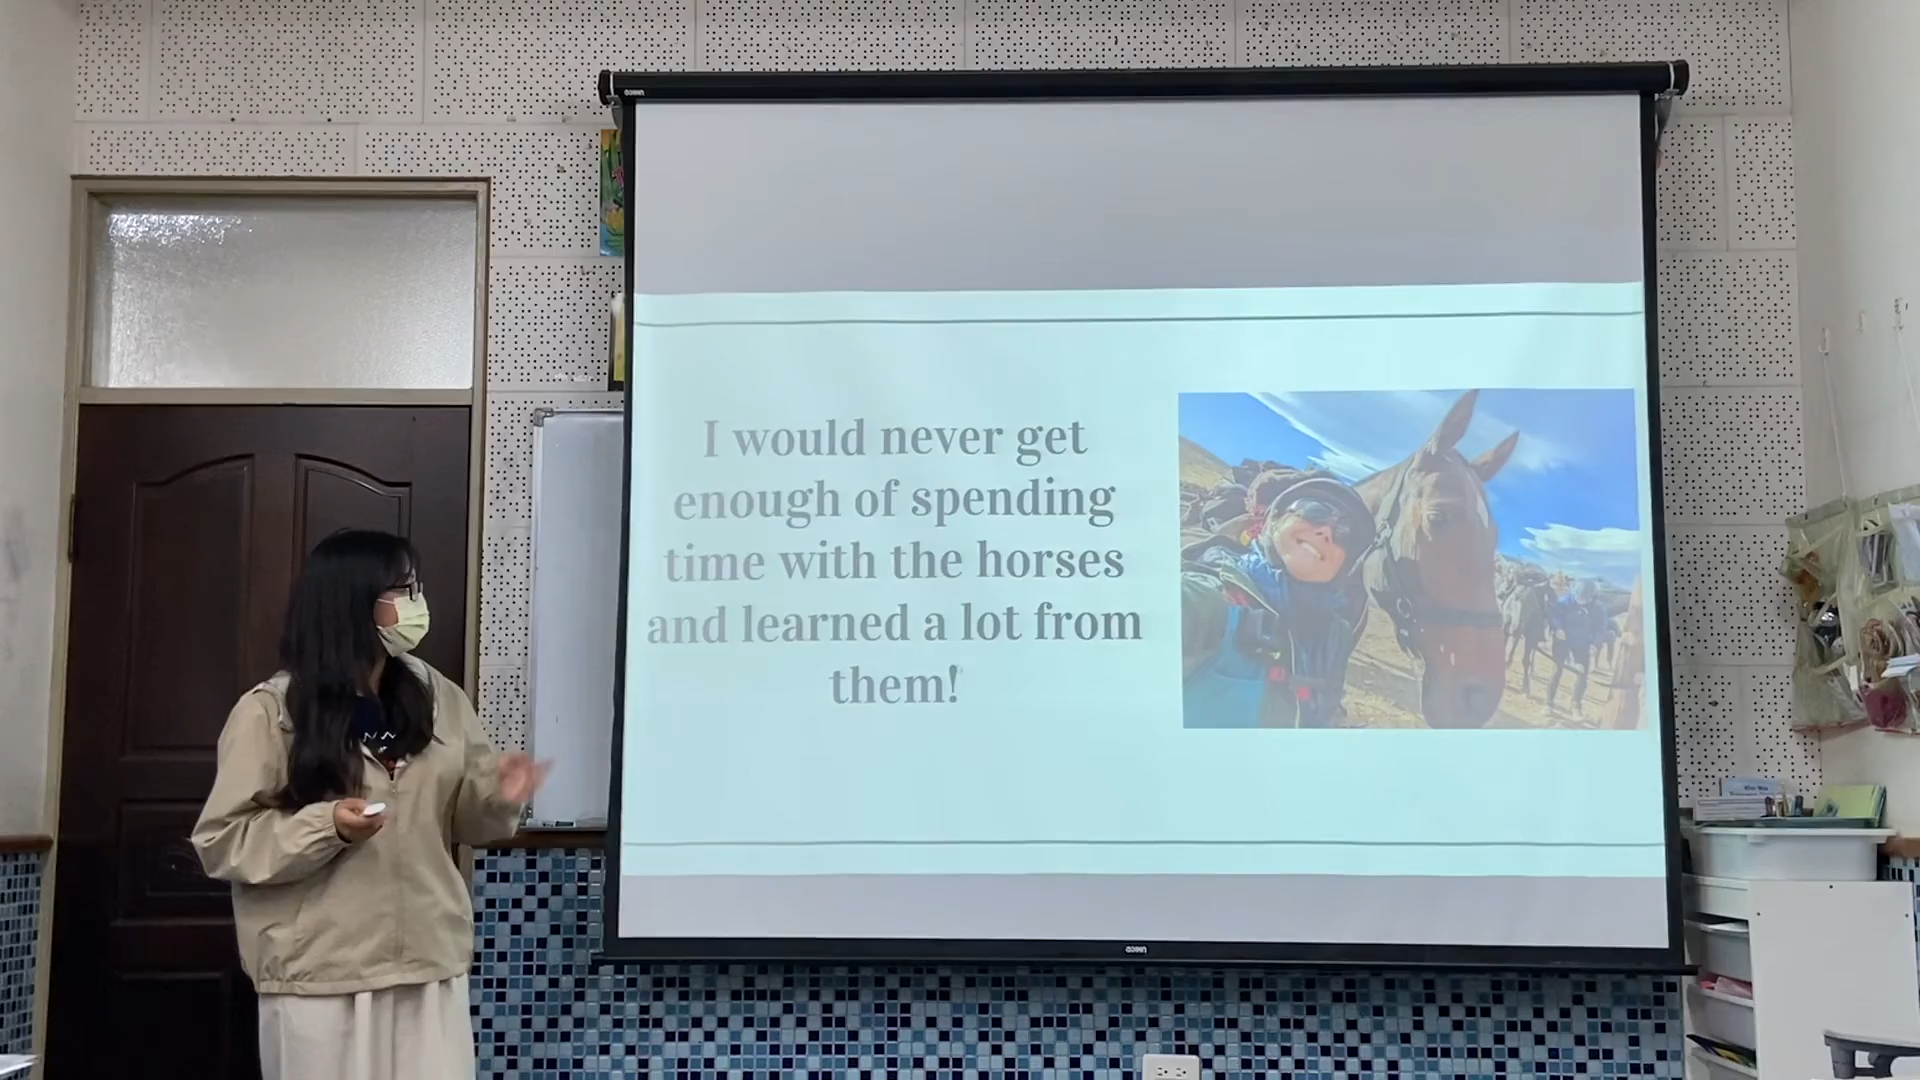 I would never get
enough of spending
time with the horses
and learned a lot from
them!